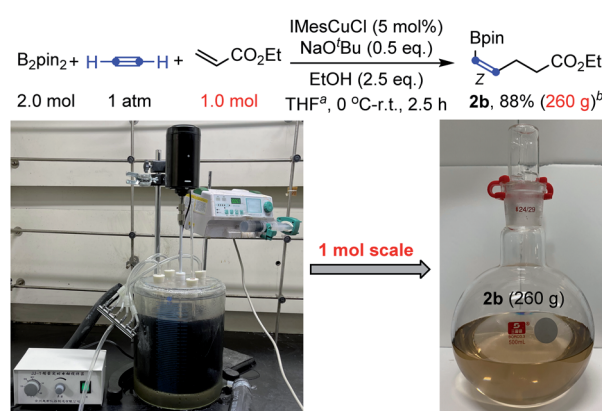 IMesCuCl (5 mol%)
NaOᵗBu (0.5 eq.)
B₂pin₂ + H H + CO₂Et
EtOH (2.5 eq.)
THFᵃ, 0 °C-r.t., 2.5 h
2.0 mol 1 atm 1.0 mol
Bpin
CO₂Et
Z
2b, 88% (260 g)ᵇ
1 mol scale
24/29
2b (260 g)